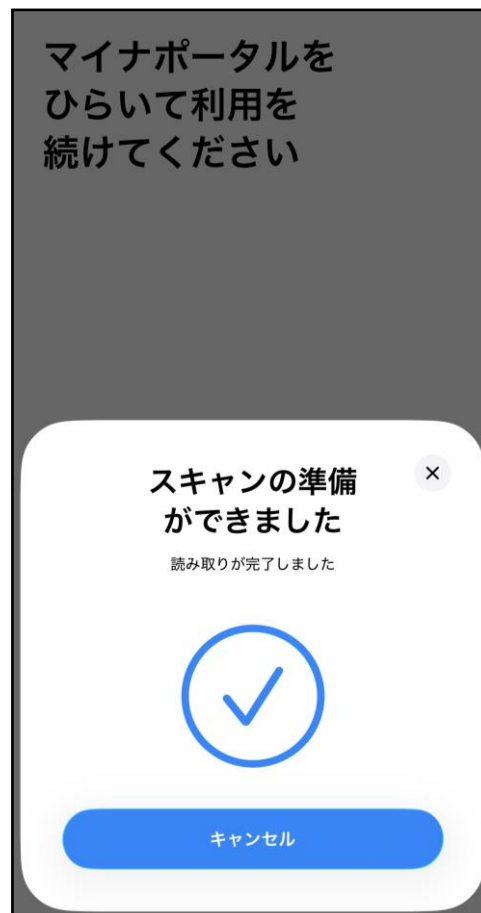 マイナポータルを
ひらいて利用を
続けてください
スキャンの準備
ができました
読み取りが完了しました
キャンセル